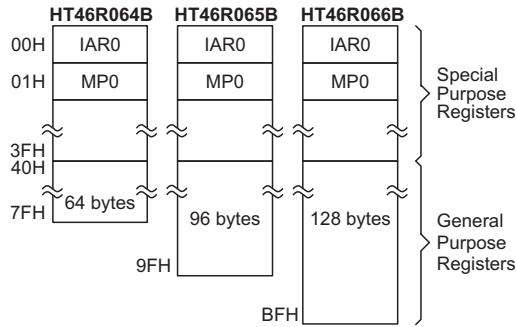 HT46R064B HT46R065B HT46R066B
00H IAR0 IAR0 IAR0
01H MP0 MP0 MP0
Special
Purpose
Registers
3FH
40H
64 bytes 96 bytes 128 bytes
7FH
General
Purpose
Registers
9FH
BFH